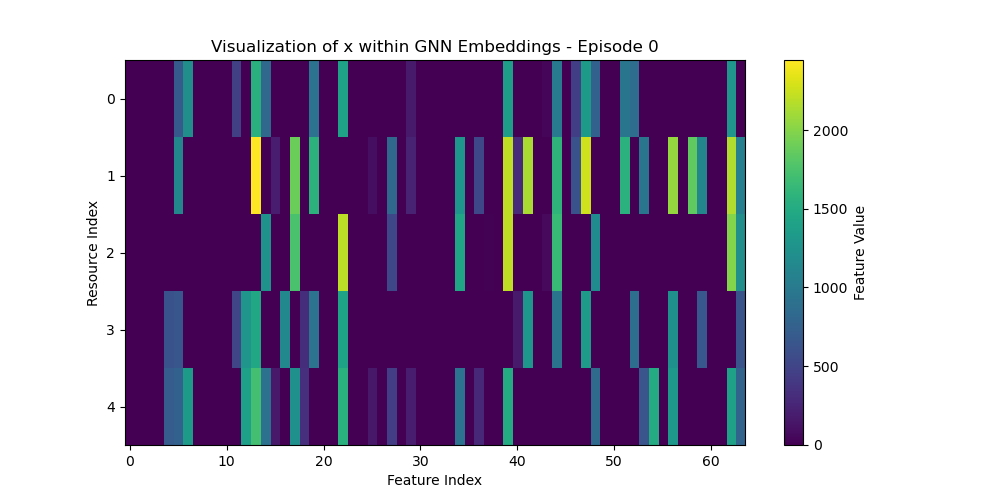 Visualization of x within GNN Embeddings - Episode 0
Resource Index
0
1
2
3
4
0 10 20 30 40 50 60
Feature Index
2000
1500
1000
500
0
Feature Value